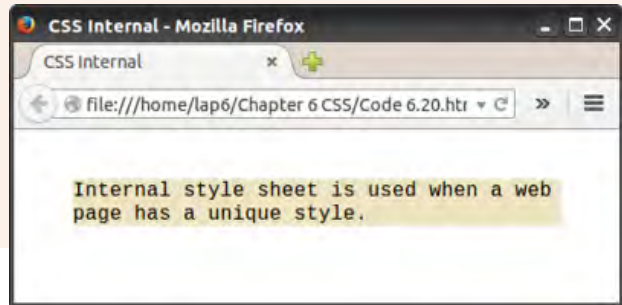 CSS Internal - Mozilla Firefox
CSS Internal
file:///home/lap6/Chapter 6 CSS/Code 6.20.htr
Internal style sheet is used when a web
page has a unique style.